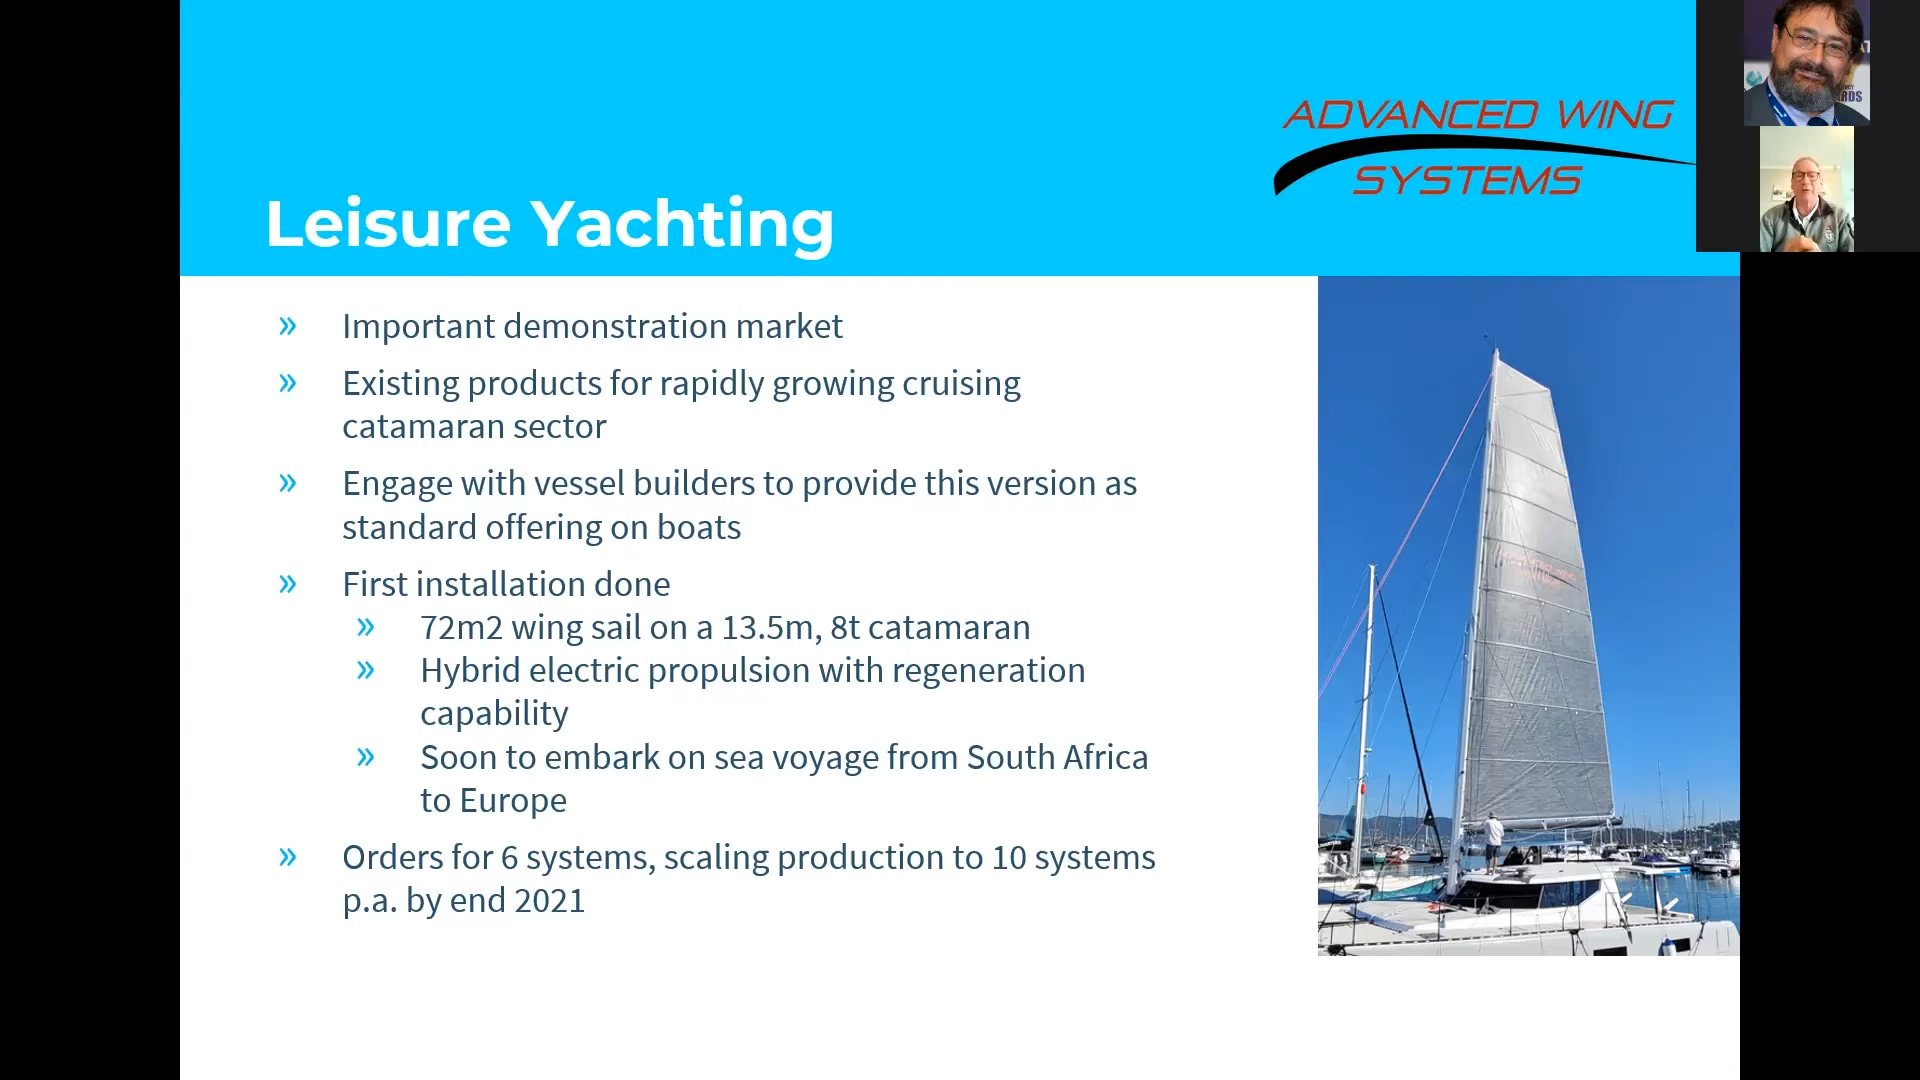 ADVANCED WING
SYSTEMS
Leisure Yachting
» Important demonstration market
» Existing products for rapidly growing cruising
catamaran sector
» Engage with vessel builders to provide this version as
standard offering on boats
» First installation done
» 72m2 wing sail on a 13.5m, 8t catamaran
» Hybrid electric propulsion with regeneration
capability
» Soon to embark on sea voyage from South Africa
to Europe
» Orders for 6 systems, scaling production to 10 systems
p.a. by end 2021